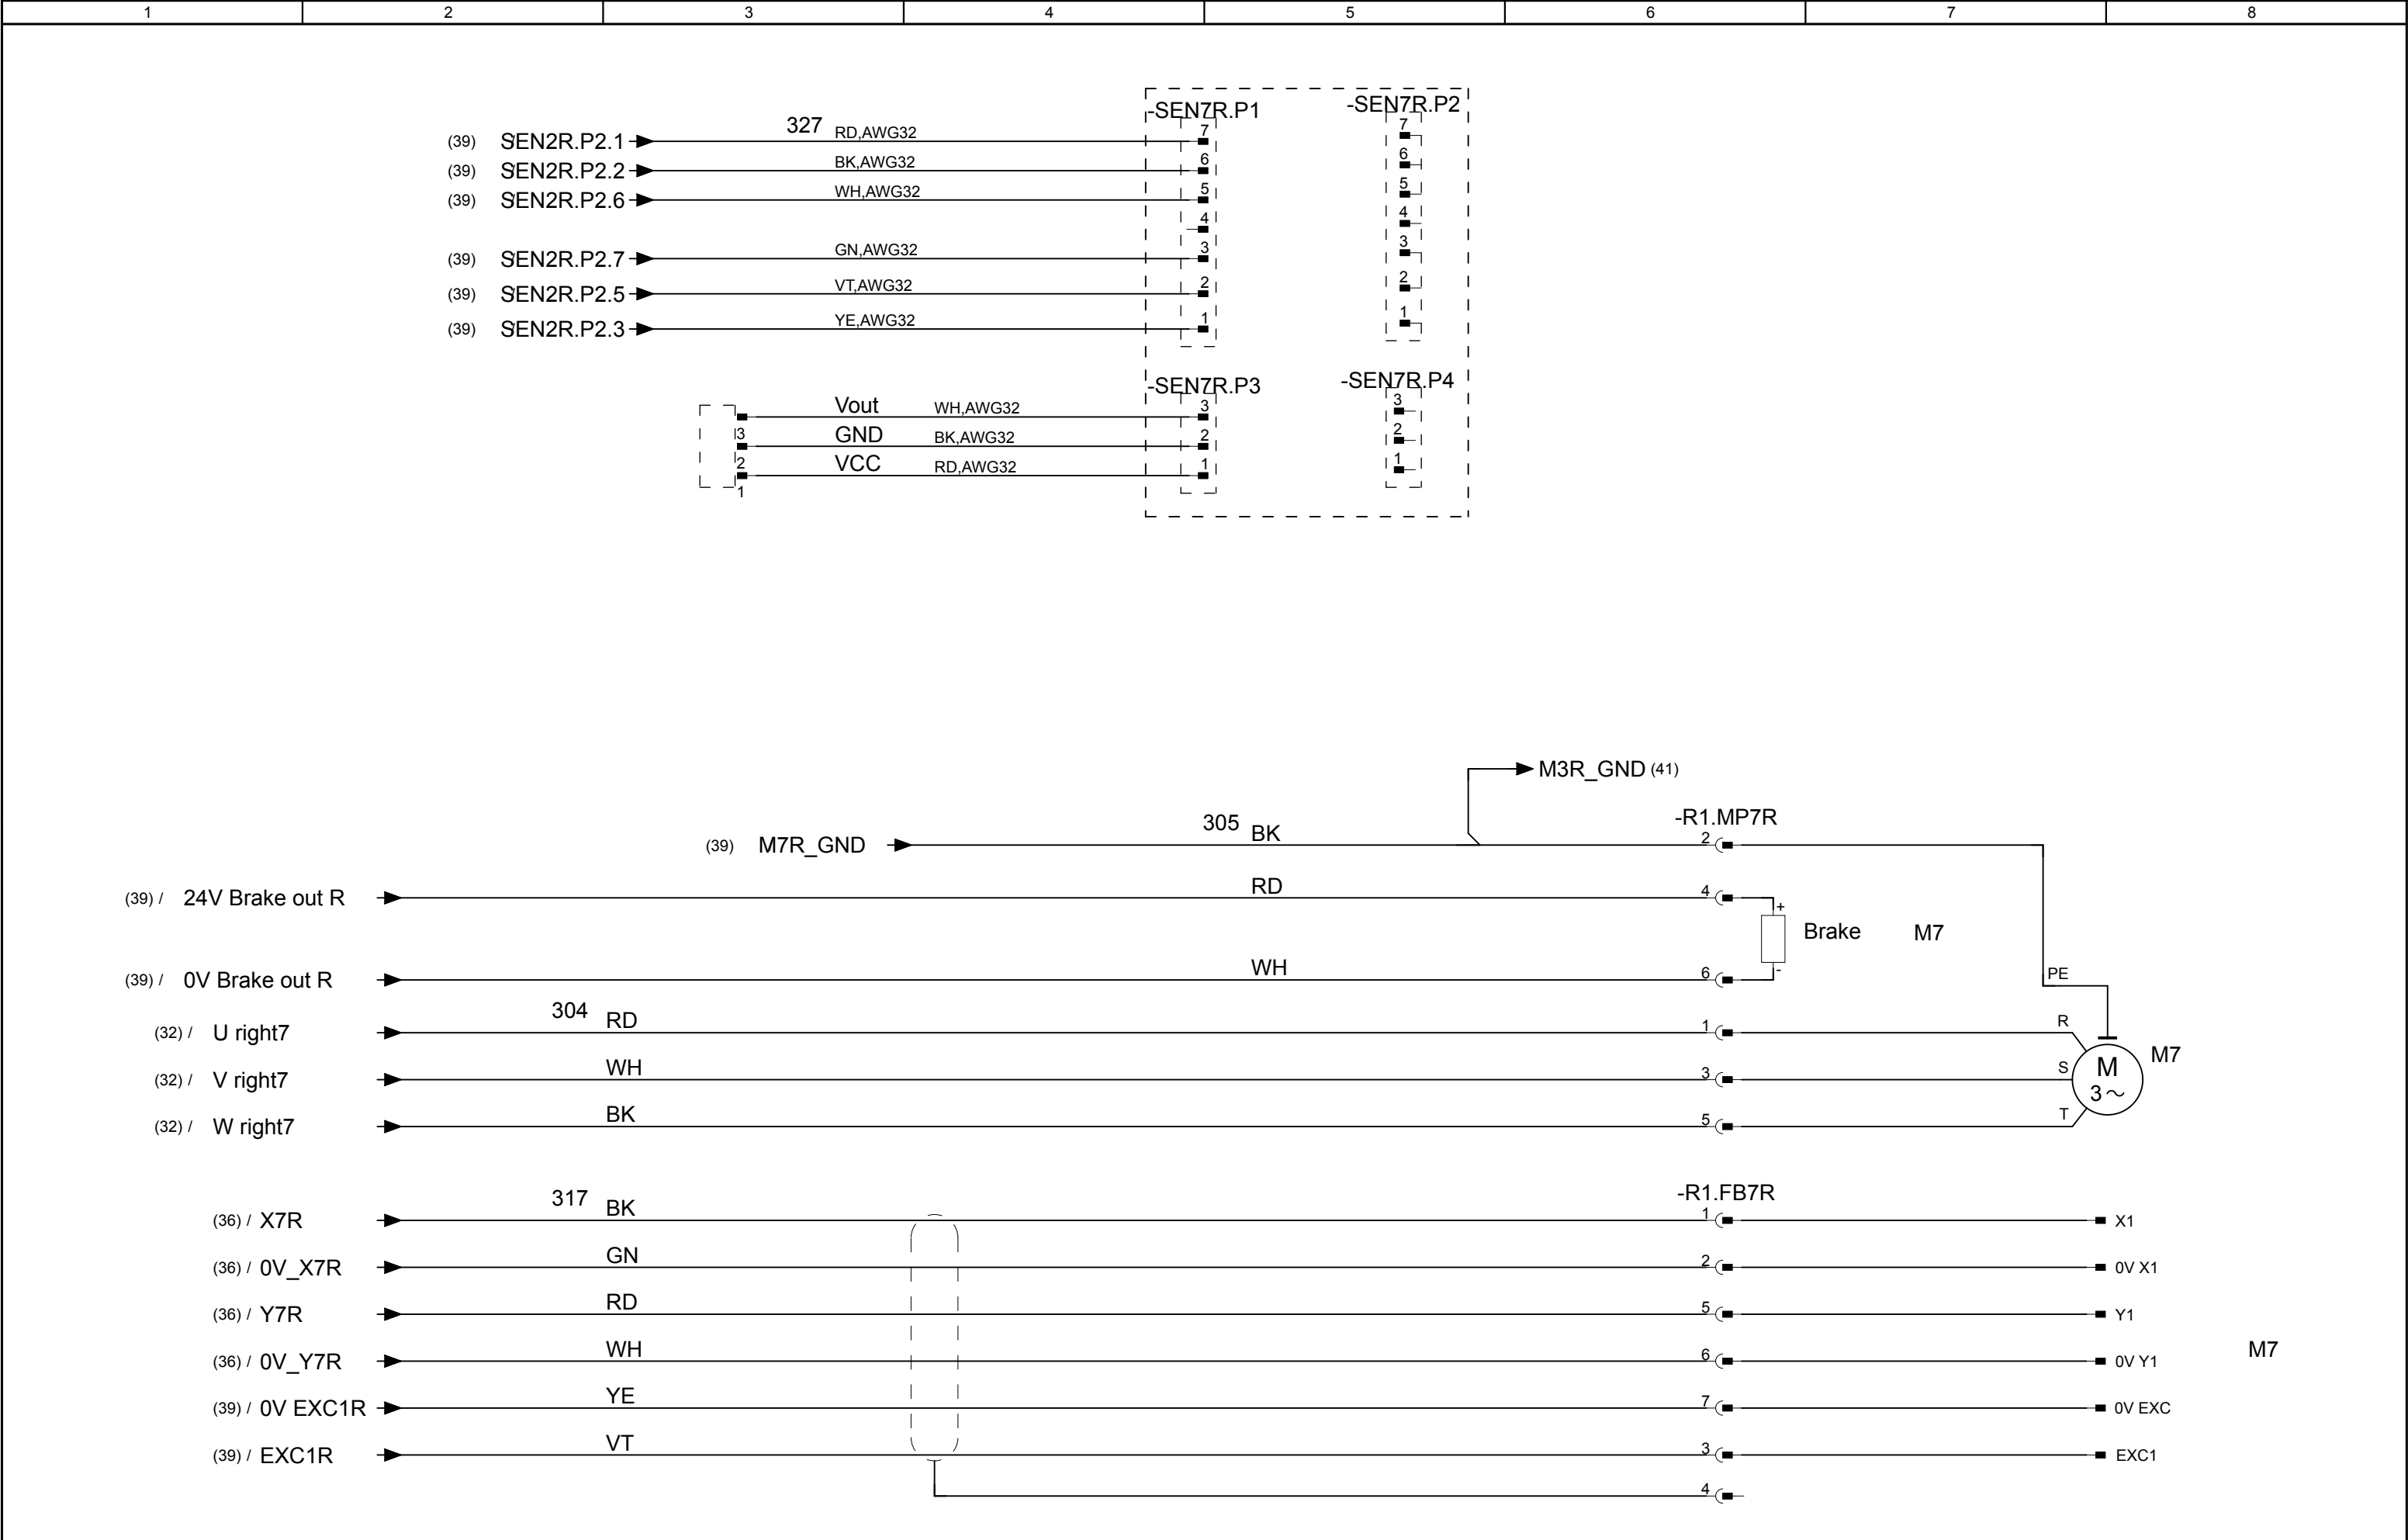 1 2 3 4 5 6 7 8
-SEN7R.P1 -SEN7R.P2
(39) SEN2R.P2.1 327 RD,AWG32 7 7
(39) SEN2R.P2.2 BK,AWG32 6 6
(39) SEN2R.P2.6 WH,AWG32 5 5
4 4
(39) SEN2R.P2.7 GN,AWG32 3 3
(39) SEN2R.P2.5 VT,AWG32 2 2
(39) SEN2R.P2.3 YE,AWG32 1 1
-SEN7R.P3 -SEN7R.P4
Vout WH,AWG32 3 3
3 GND BK,AWG32 2 2
2 VCC RD,AWG32 1 1
1
M3R_GND (41)
-R1.MP7R
(39) M7R_GND 305 BK 2
(39) / 24V Brake out R RD 4
+
Brake M7
-
(39) / 0V Brake out R WH 6 PE
(32) / U right7 304 RD 1 R
(32) / V right7 WH 3 S M M7
3~
(32) / W right7 BK 5 T
-R1.FB7R
(36) / X7R 317 BK 1 X1
(36) / 0V_X7R GN 2 0V X1
(36) / Y7R RD 5 Y1
(36) / 0V_Y7R WH 6 0V Y1 M7
(39) / 0V EXC1R YE 7 0V EXC
(39) / EXC1R VT 3 EXC1
4